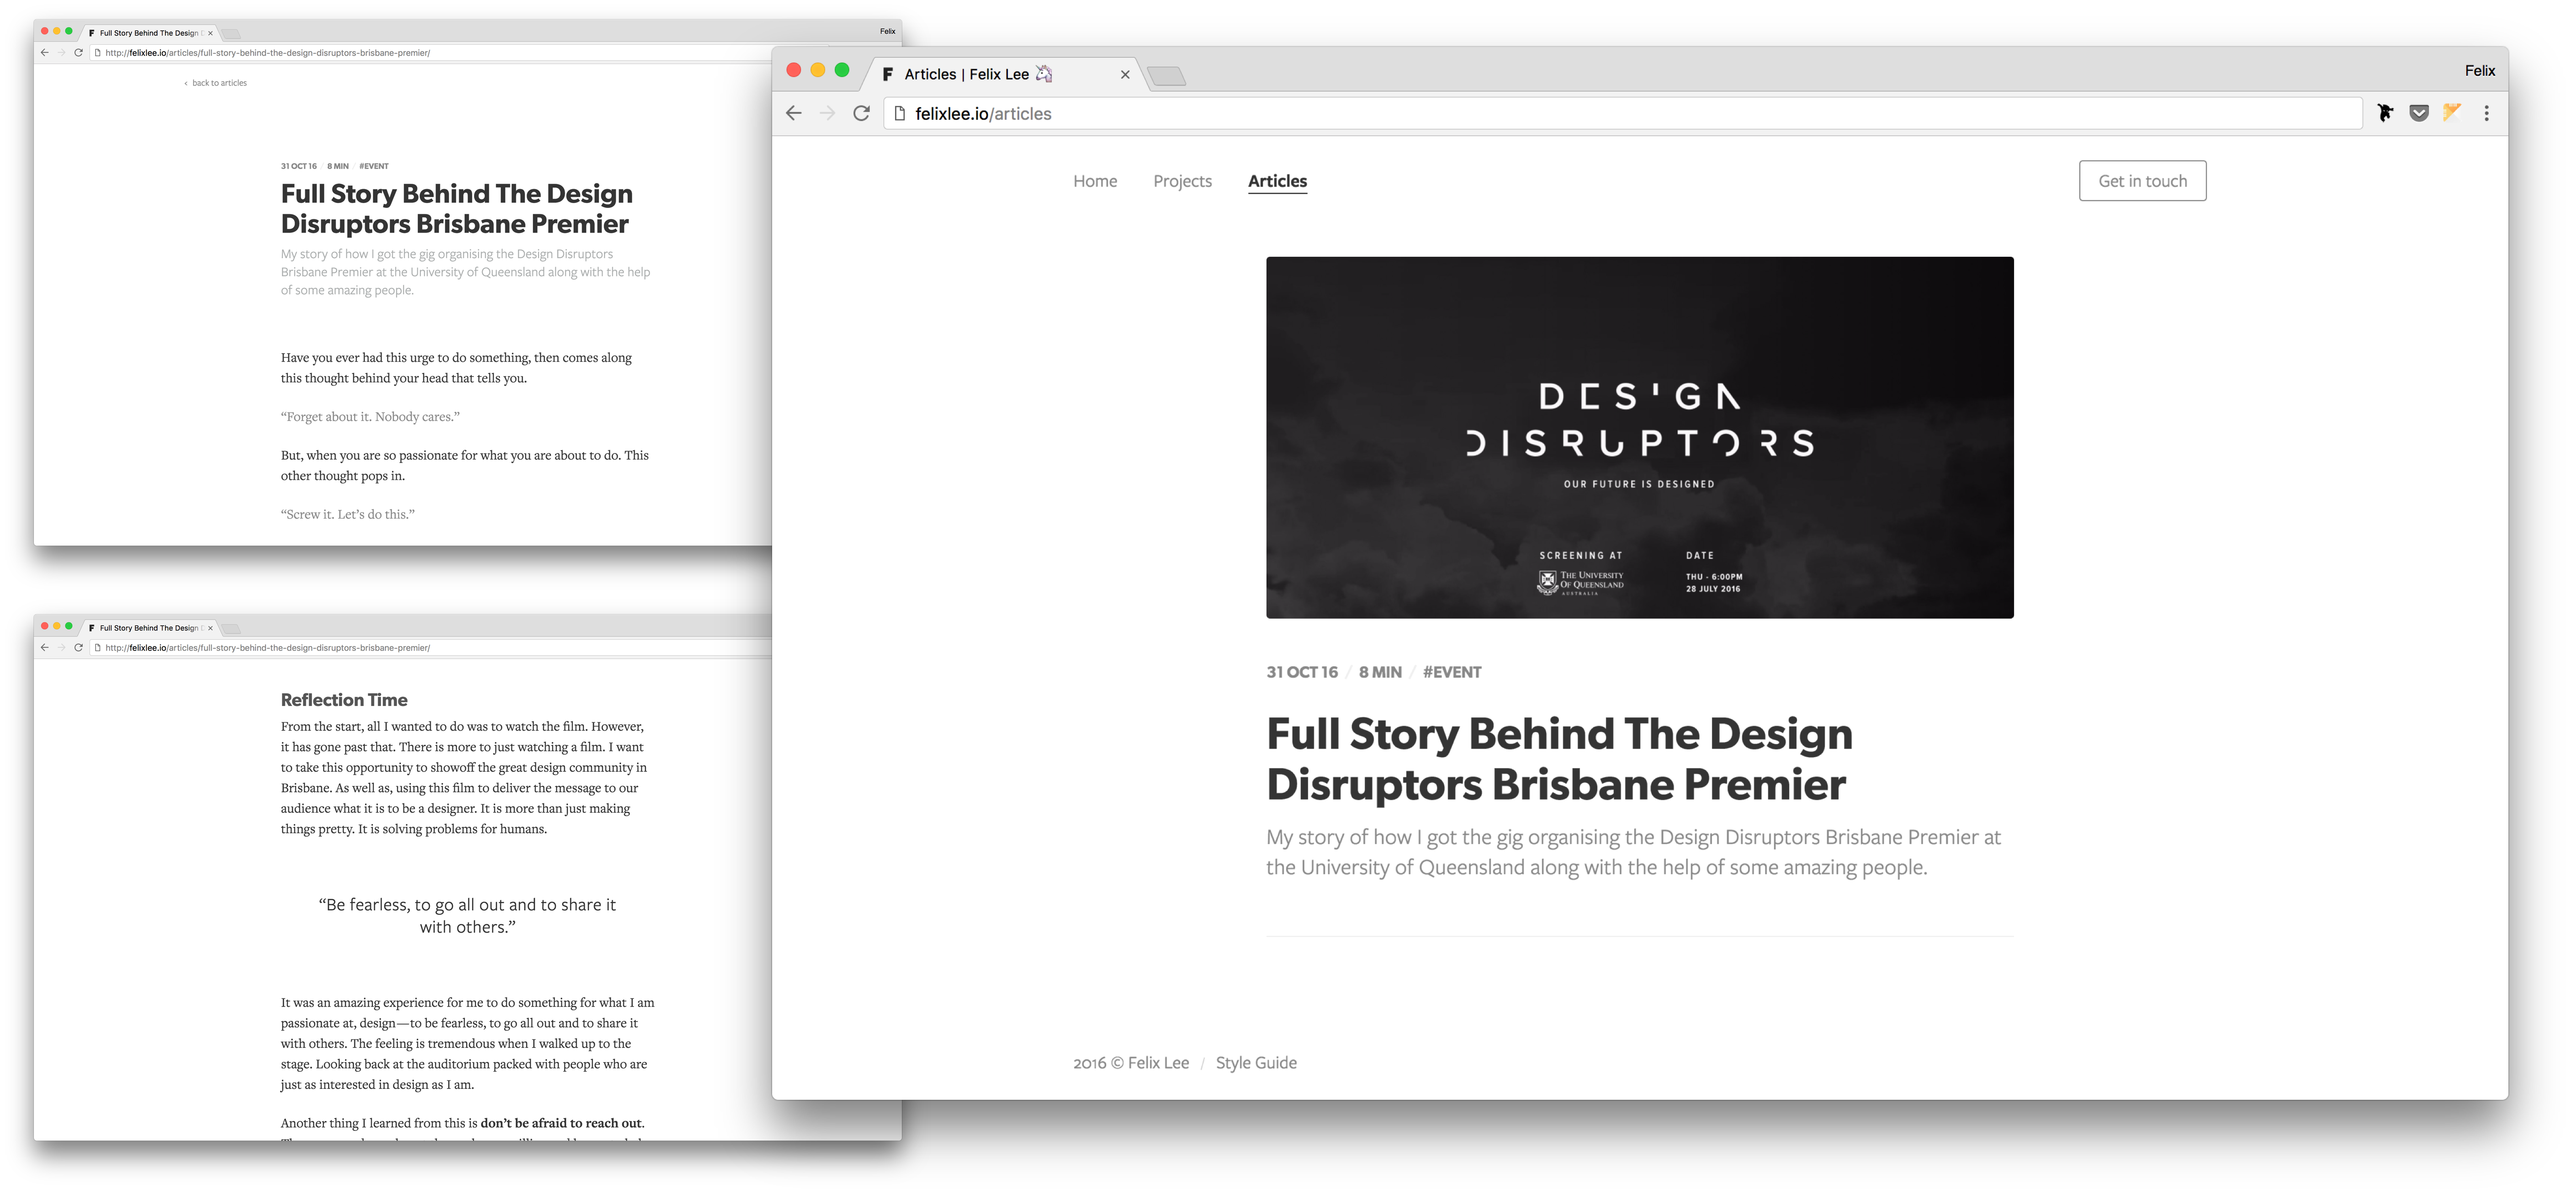 Full Story Behind The Design D
Felix
http://felixlee.io/articles/full-story-behind-the-design-disruptors-brisbane-premier/
‹ back to articles
31 OCT 16 / 8 MIN / #EVENT
Full Story Behind The Design
Disruptors Brisbane Premier
My story of how I got the gig organising the Design Disruptors
Brisbane Premier at the University of Queensland along with the help
of some amazing people.
Have you ever had this urge to do something, then comes along
this thought behind your head that tells you.
“Forget about it. Nobody cares.”
But, when you are so passionate for what you are about to do. This
other thought pops in.
“Screw it. Let’s do this.”
Full Story Behind The Design D
http://felixlee.io/articles/full-story-behind-the-design-disruptors-brisbane-premier/
Reflection Time
From the start, all I wanted to do was to watch the film. However,
it has gone past that. There is more to just watching a film. I want
to take this opportunity to showoff the great design community in
Brisbane. As well as, using this film to deliver the message to our
audience what it is to be a designer. It is more than just making
things pretty. It is solving problems for humans.
“Be fearless, to go all out and to share it
with others.”
It was an amazing experience for me to do something for what I am
passionate at, design—to be fearless, to go all out and to share it
with others. The feeling is tremendous when I walked up to the
stage. Looking back at the auditorium packed with people who are
just as interested in design as I am.
Another thing I learned from this is don’t be afraid to reach out.
F Articles | Felix Lee 🦄
Felix
felixlee.io/articles
Home Projects Articles
Get in touch
DESIGN
DISRUPTORS
OUR FUTURE IS DESIGNED
SCREENING AT
THE UNIVERSITY
OF QUEENSLAND
AUSTRALIA
DATE
THU - 6:00PM
28 JULY 2016
31 OCT 16 / 8 MIN / #EVENT
Full Story Behind The Design
Disruptors Brisbane Premier
My story of how I got the gig organising the Design Disruptors Brisbane Premier at
the University of Queensland along with the help of some amazing people.
2016 © Felix Lee / Style Guide